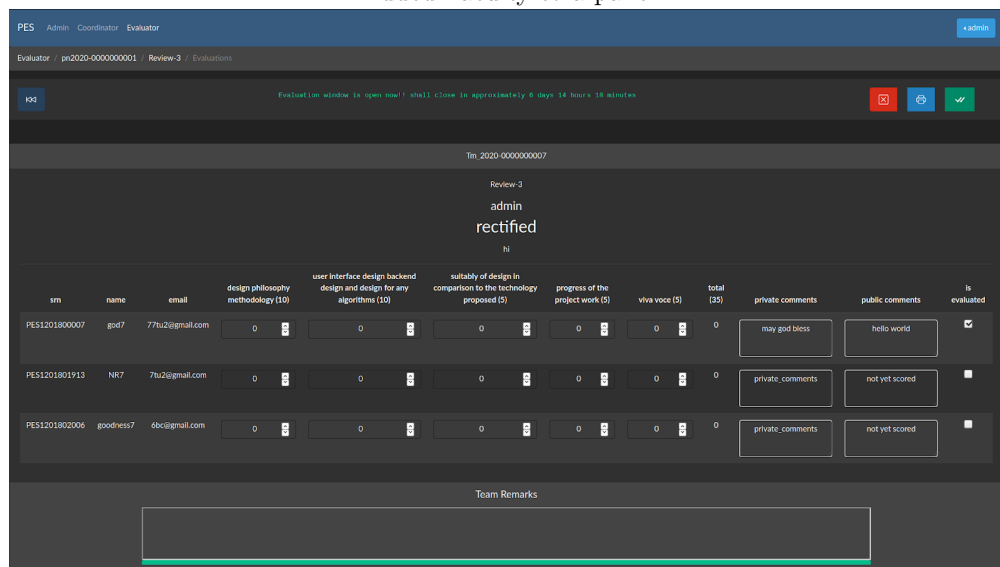 PES Admin Coordinator Evaluator admin
Evaluator / pn2020-0000000001 / Review-3 / Evaluations
Evaluation window is open now!! shall close in approximately 6 days 14 hours 18 minutes
Tm_2020-0000000007
Review-3
admin
rectified
hi
srn name email design philosophy methodology (10) user interface design backend design and design for any algorithms (10) suitably of design in comparison to the technology proposed (5) progress of the project work (5) viva voce (5) total (35) private comments public comments is evaluated
PES1201800007 god7 77tu2@gmail.com 0 0 0 0 0 0 may god bless hello world
PES1201801913 NR7 7tu2@gmail.com 0 0 0 0 0 0 private_comments not yet scored
PES1201802006 goodness7 6bc@gmail.com 0 0 0 0 0 0 private_comments not yet scored
Team Remarks